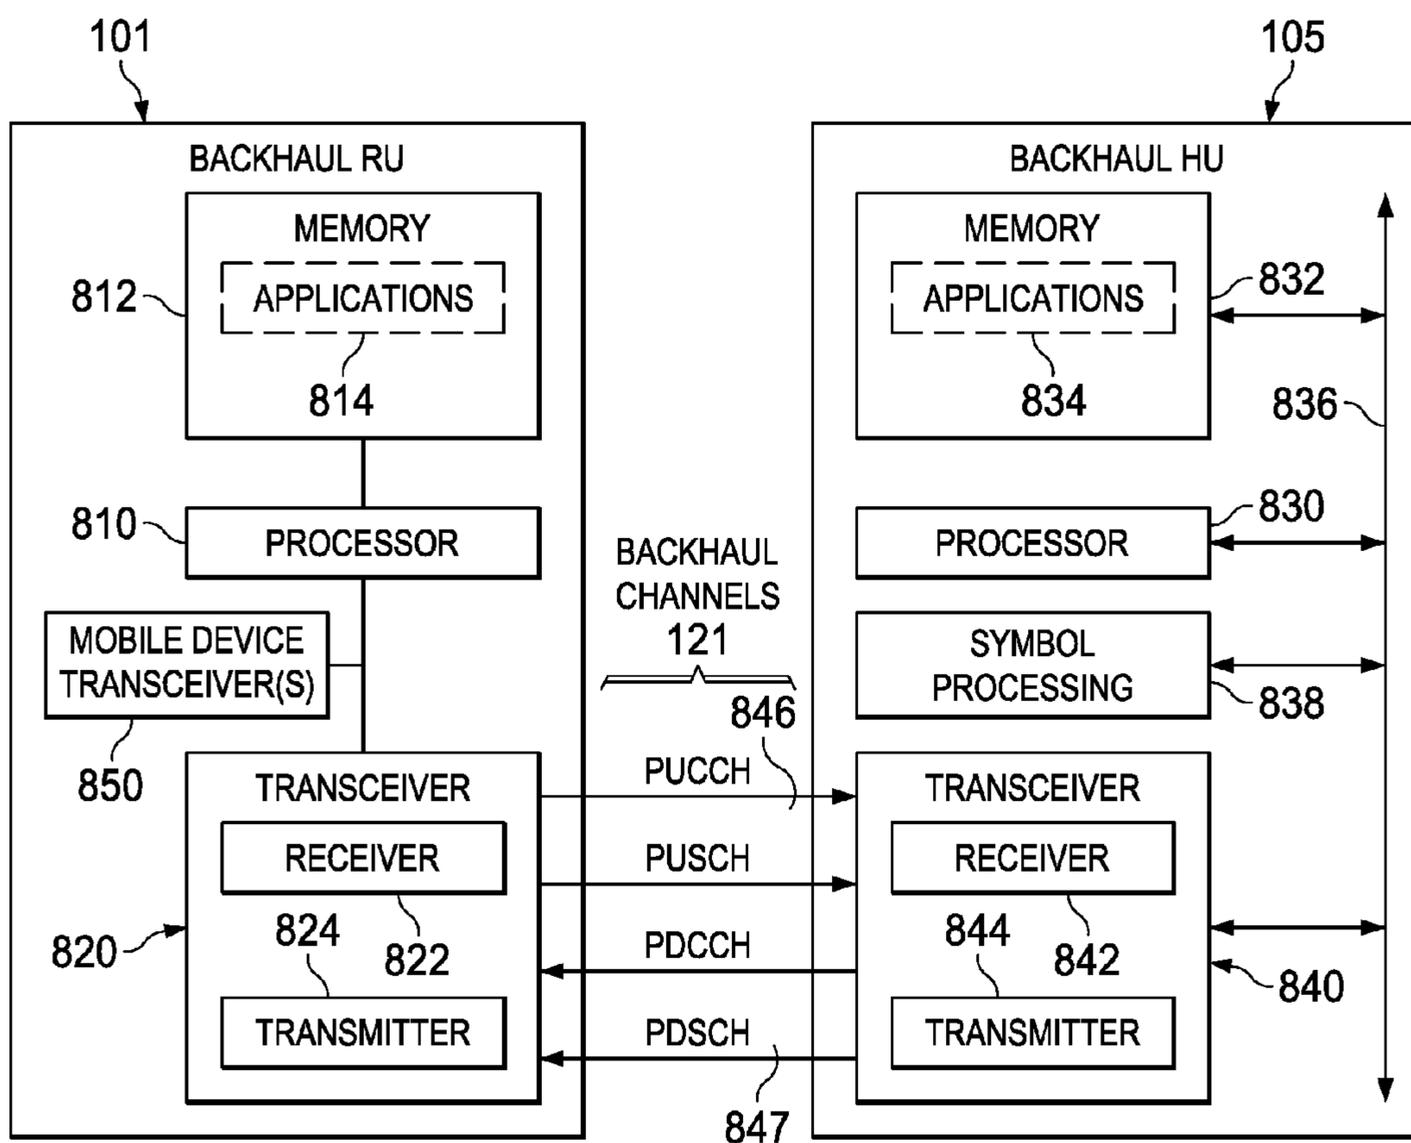 101
105
BACKHAUL RU
BACKHAUL HU
MEMORY
APPLICATIONS
812
814
MEMORY
APPLICATIONS
832
834
836
810
PROCESSOR
830
PROCESSOR
BACKHAUL
CHANNELS
121
MOBILE DEVICE
TRANSCEIVER(S)
850
SYMBOL
PROCESSING
838
846
TRANSCEIVER
RECEIVER
822
824
TRANSMITTER
820
PUCCH
PUSCH
PDCCH
PDSCH
847
TRANSCEIVER
RECEIVER
842
844
TRANSMITTER
840